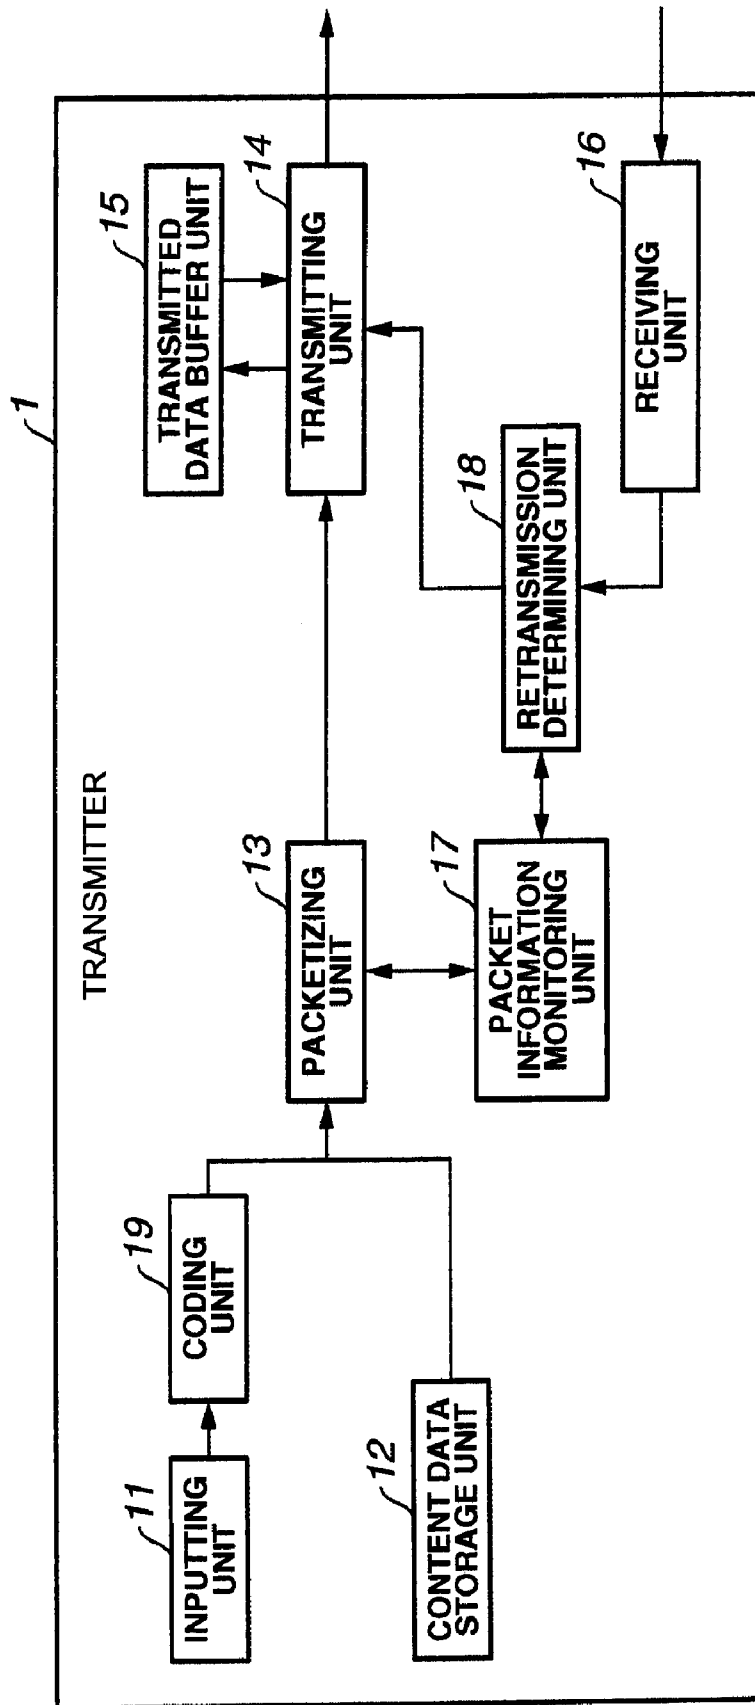 TRANSMITTER
1
11
INPUTTING
UNIT
19
CODING
UNIT
12
CONTENT DATA
STORAGE UNIT
13
PACKETIZING
UNIT
17
PACKET
INFORMATION
MONITORING
UNIT
15
TRANSMITTED
DATA BUFFER UNIT
14
TRANSMITTING
UNIT
18
RETRANSMISSION
DETERMINING UNIT
16
RECEIVING
UNIT